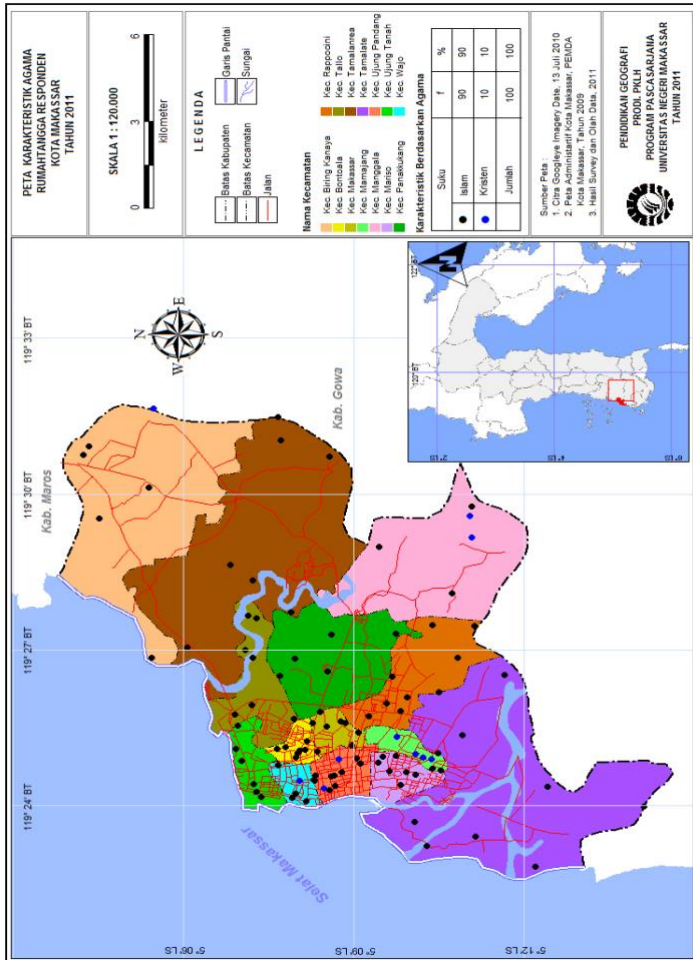 PETA KARAKTERISTIK AGAMA
RUMAHTANGGA RESPONDEN
KOTA MAKASSAR
TAHUN 2011
SKALA 1 : 120.000
0 3 6
kilometer
LEGENDA
Batas Kabupaten
Garis Pantai
Batas Kecamatan
Sungai
Jalan
Nama Kecamatan
Kec. Biring Kanaya
Kec. Rappocini
Kec. Bontoala
Kec. Tallo
Kec. Makassar
Kec. Tamalanrea
Kec. Mamajang
Kec. Tamalate
Kec. Manggala
Kec. Ujung Pandang
Kec. Mariso
Kec. Ujung Tanah
Kec. Panakkukang
Kec. Wajo
Karakteristik Berdasarkan Agama
Suku f %
Islam 90 90
Kristen 10 10
Jumlah 100 100
Sumber Peta :
1. Citra Googleye Imagery Date, 13 Juli 2010
2. Peta Administratif Kota Makassar, PEMDA
Kota Makassar, Tahun 2009
3. Hasil Survey dan Olah Data, 2011
PENDIDIKAN GEOGRAFI
PRODI. PKLH
PROGRAM PASCASARJANA
UNIVERSITAS NEGERI MAKASSAR
TAHUN 2011
119° 24' BT
119° 27' BT
119° 30' BT
119° 33' BT
5° 06' LS
5° 09' LS
5° 12' LS
Kab. Maros
Kab. Gowa
Selat Makassar
N
E
S
W
N
120° BT
122° BT